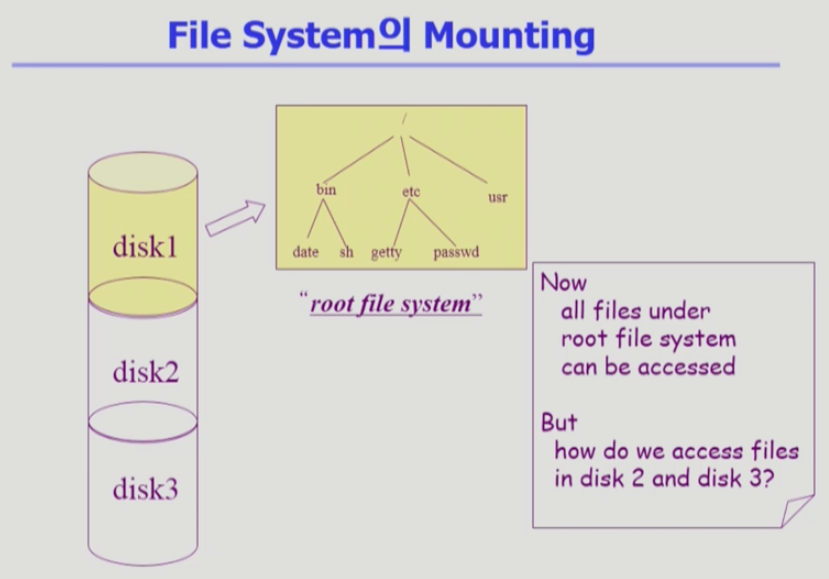 File System의 Mounting
/
bin
etc
usr
date
sh
getty
passwd
disk1
"root file system"
disk2
disk3
Now
all files under
root file system
can be accessed
But
how do we access files
in disk 2 and disk 3?